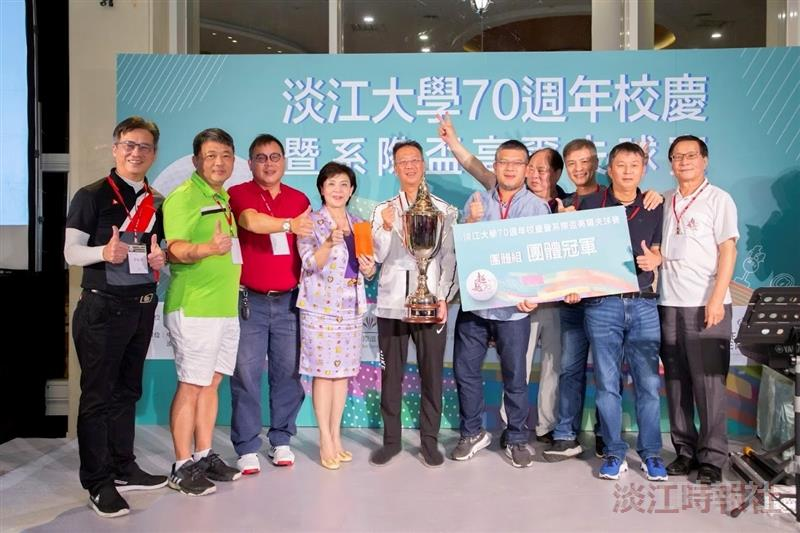 淡江大學70週年校慶
暨系際盃高爾夫球賽
淡江大學70週年校慶暨系際盃高爾夫球賽
團體組 團體冠軍
超越
淡江時報社